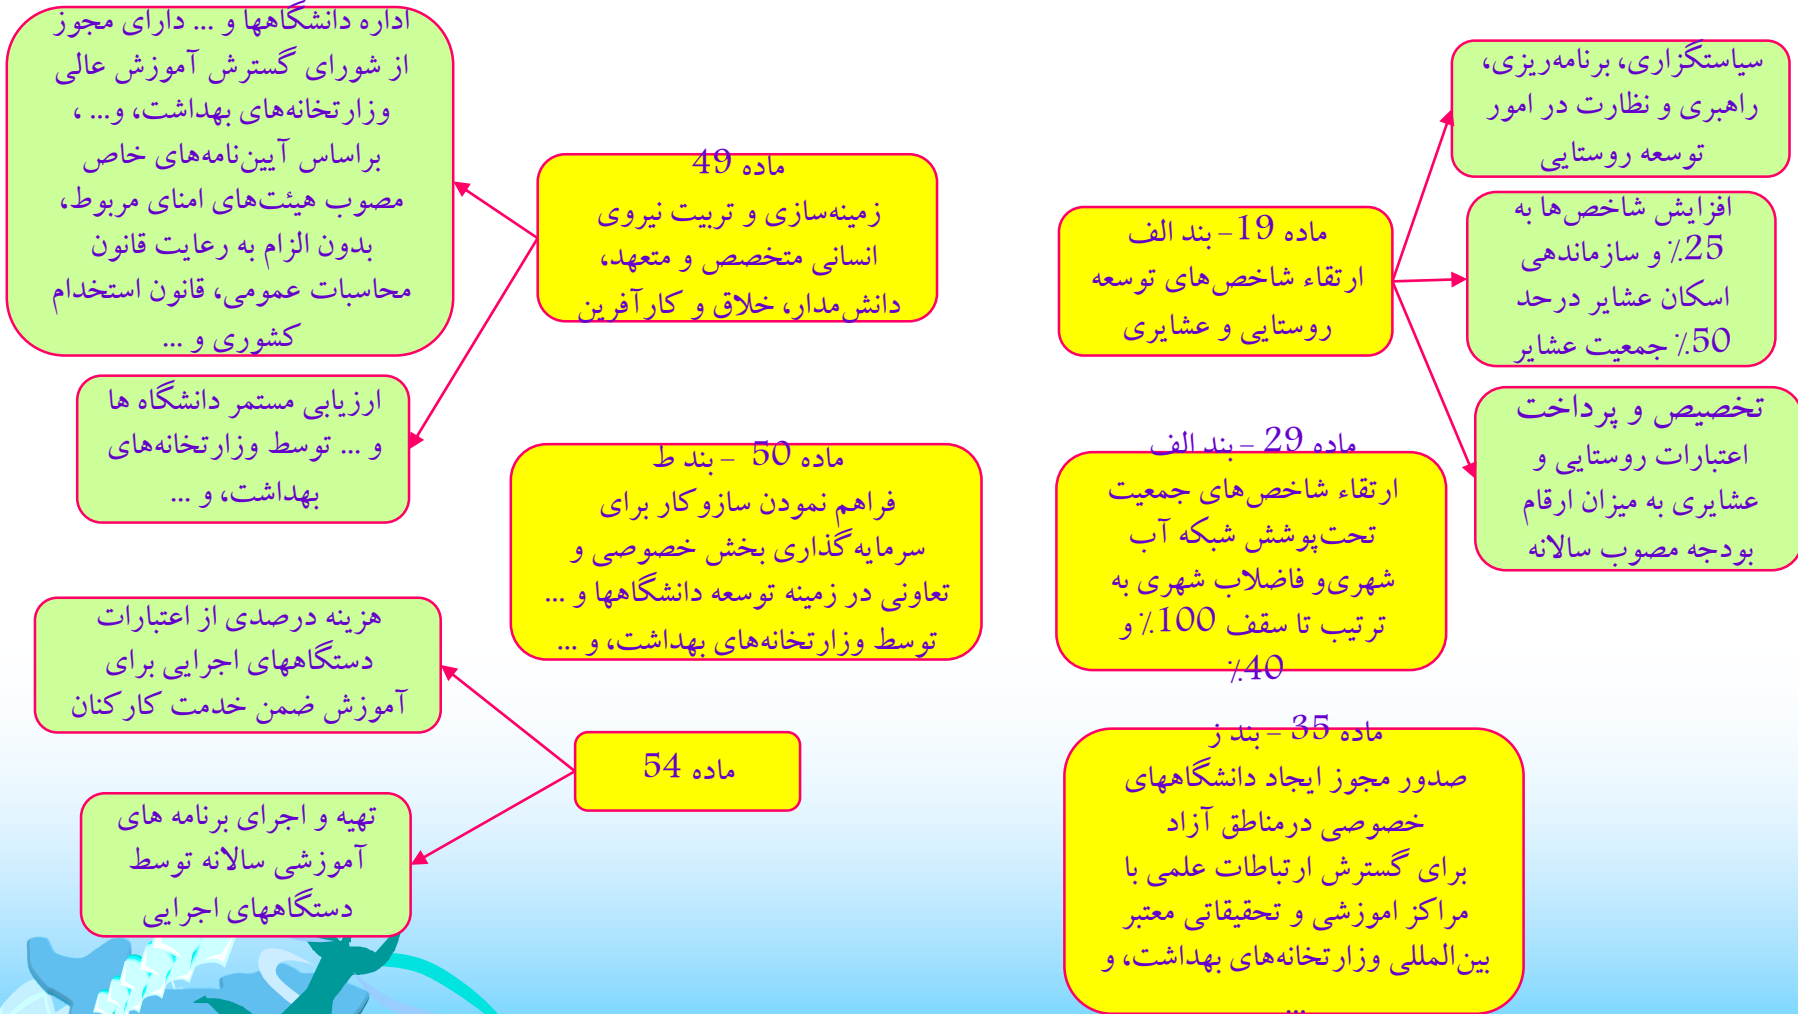 ماده 19– بند الف
ارتقاء شاخص‌های توسعه
روستایی و عشایری
سیاستگزاری، برنامه‌ریزی،
راهبری و نظارت در امور
توسعه روستایی
افزایش شاخص‌ها به
25٪ و سازماندهی
اسکان عشایر درحد
50٪ جمعیت عشایر
تخصیص و پرداخت
اعتبارات روستایی و
عشایری به میزان ارقام
بودجه مصوب سالانه
ماده 29 – بند الف
ارتقاء شاخص‌های جمعیت
تحت‌پوشش شبکه آب
شهری‌و فاضلاب شهری به
ترتیب تا سقف 100٪ و
40٪
ماده 35 – بند ز
صدور مجوز ایجاد دانشگاههای
خصوصی درمناطق آزاد
برای گسترش ارتباطات علمی با
مراکز اموزشی و تحقیقاتی معتبر
بین‌المللی وزارتخانه‌های بهداشت، و
...
ماده 49
زمینه‌سازی و تربیت نیروی
انسانی متخصص و متعهد،
دانش‌مدار، خلاق و کارآفرین
اداره دانشگاهها و ... دارای مجوز
از شورای گسترش آموزش عالی
وزارتخانه‌های بهداشت، و... ،
براساس آیین‌نامه‌های خاص
مصوب هیئت‌های امنای مربوط،
بدون الزام به رعایت قانون
محاسبات عمومی، قانون استخدام
کشوری و ...
ارزیابی مستمر دانشگاه ها
و ... توسط وزارتخانه‌های
بهداشت، و ...
ماده 50 – بند ط
فراهم نمودن سازوکار برای
سرمایه‌گذاری بخش خصوصی و
تعاونی در زمینه توسعه دانشگاهها و ...
توسط وزارتخانه‌های بهداشت، و ...
ماده 54
هزینه درصدی از اعتبارات
دستگاههای اجرایی برای
آموزش ضمن خدمت کارکنان
تهیه و اجرای برنامه های
آموزشی سالانه توسط
دستگاههای اجرایی